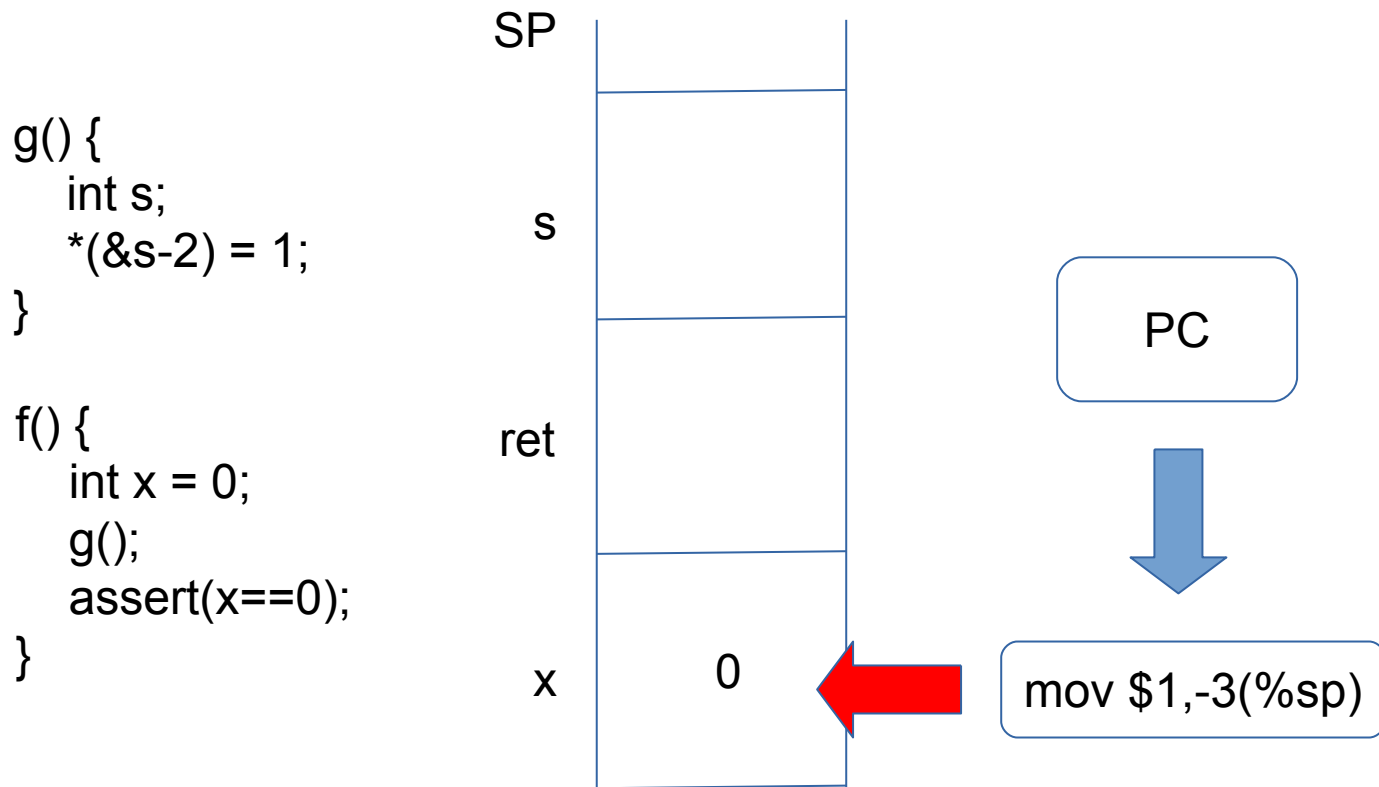 g() {
int s;
*(&s-2) = 1;
}
f() {
int x = 0;
g();
assert(x==0);
}
SP
s
ret
x
0
PC
mov $1,-3(%sp)